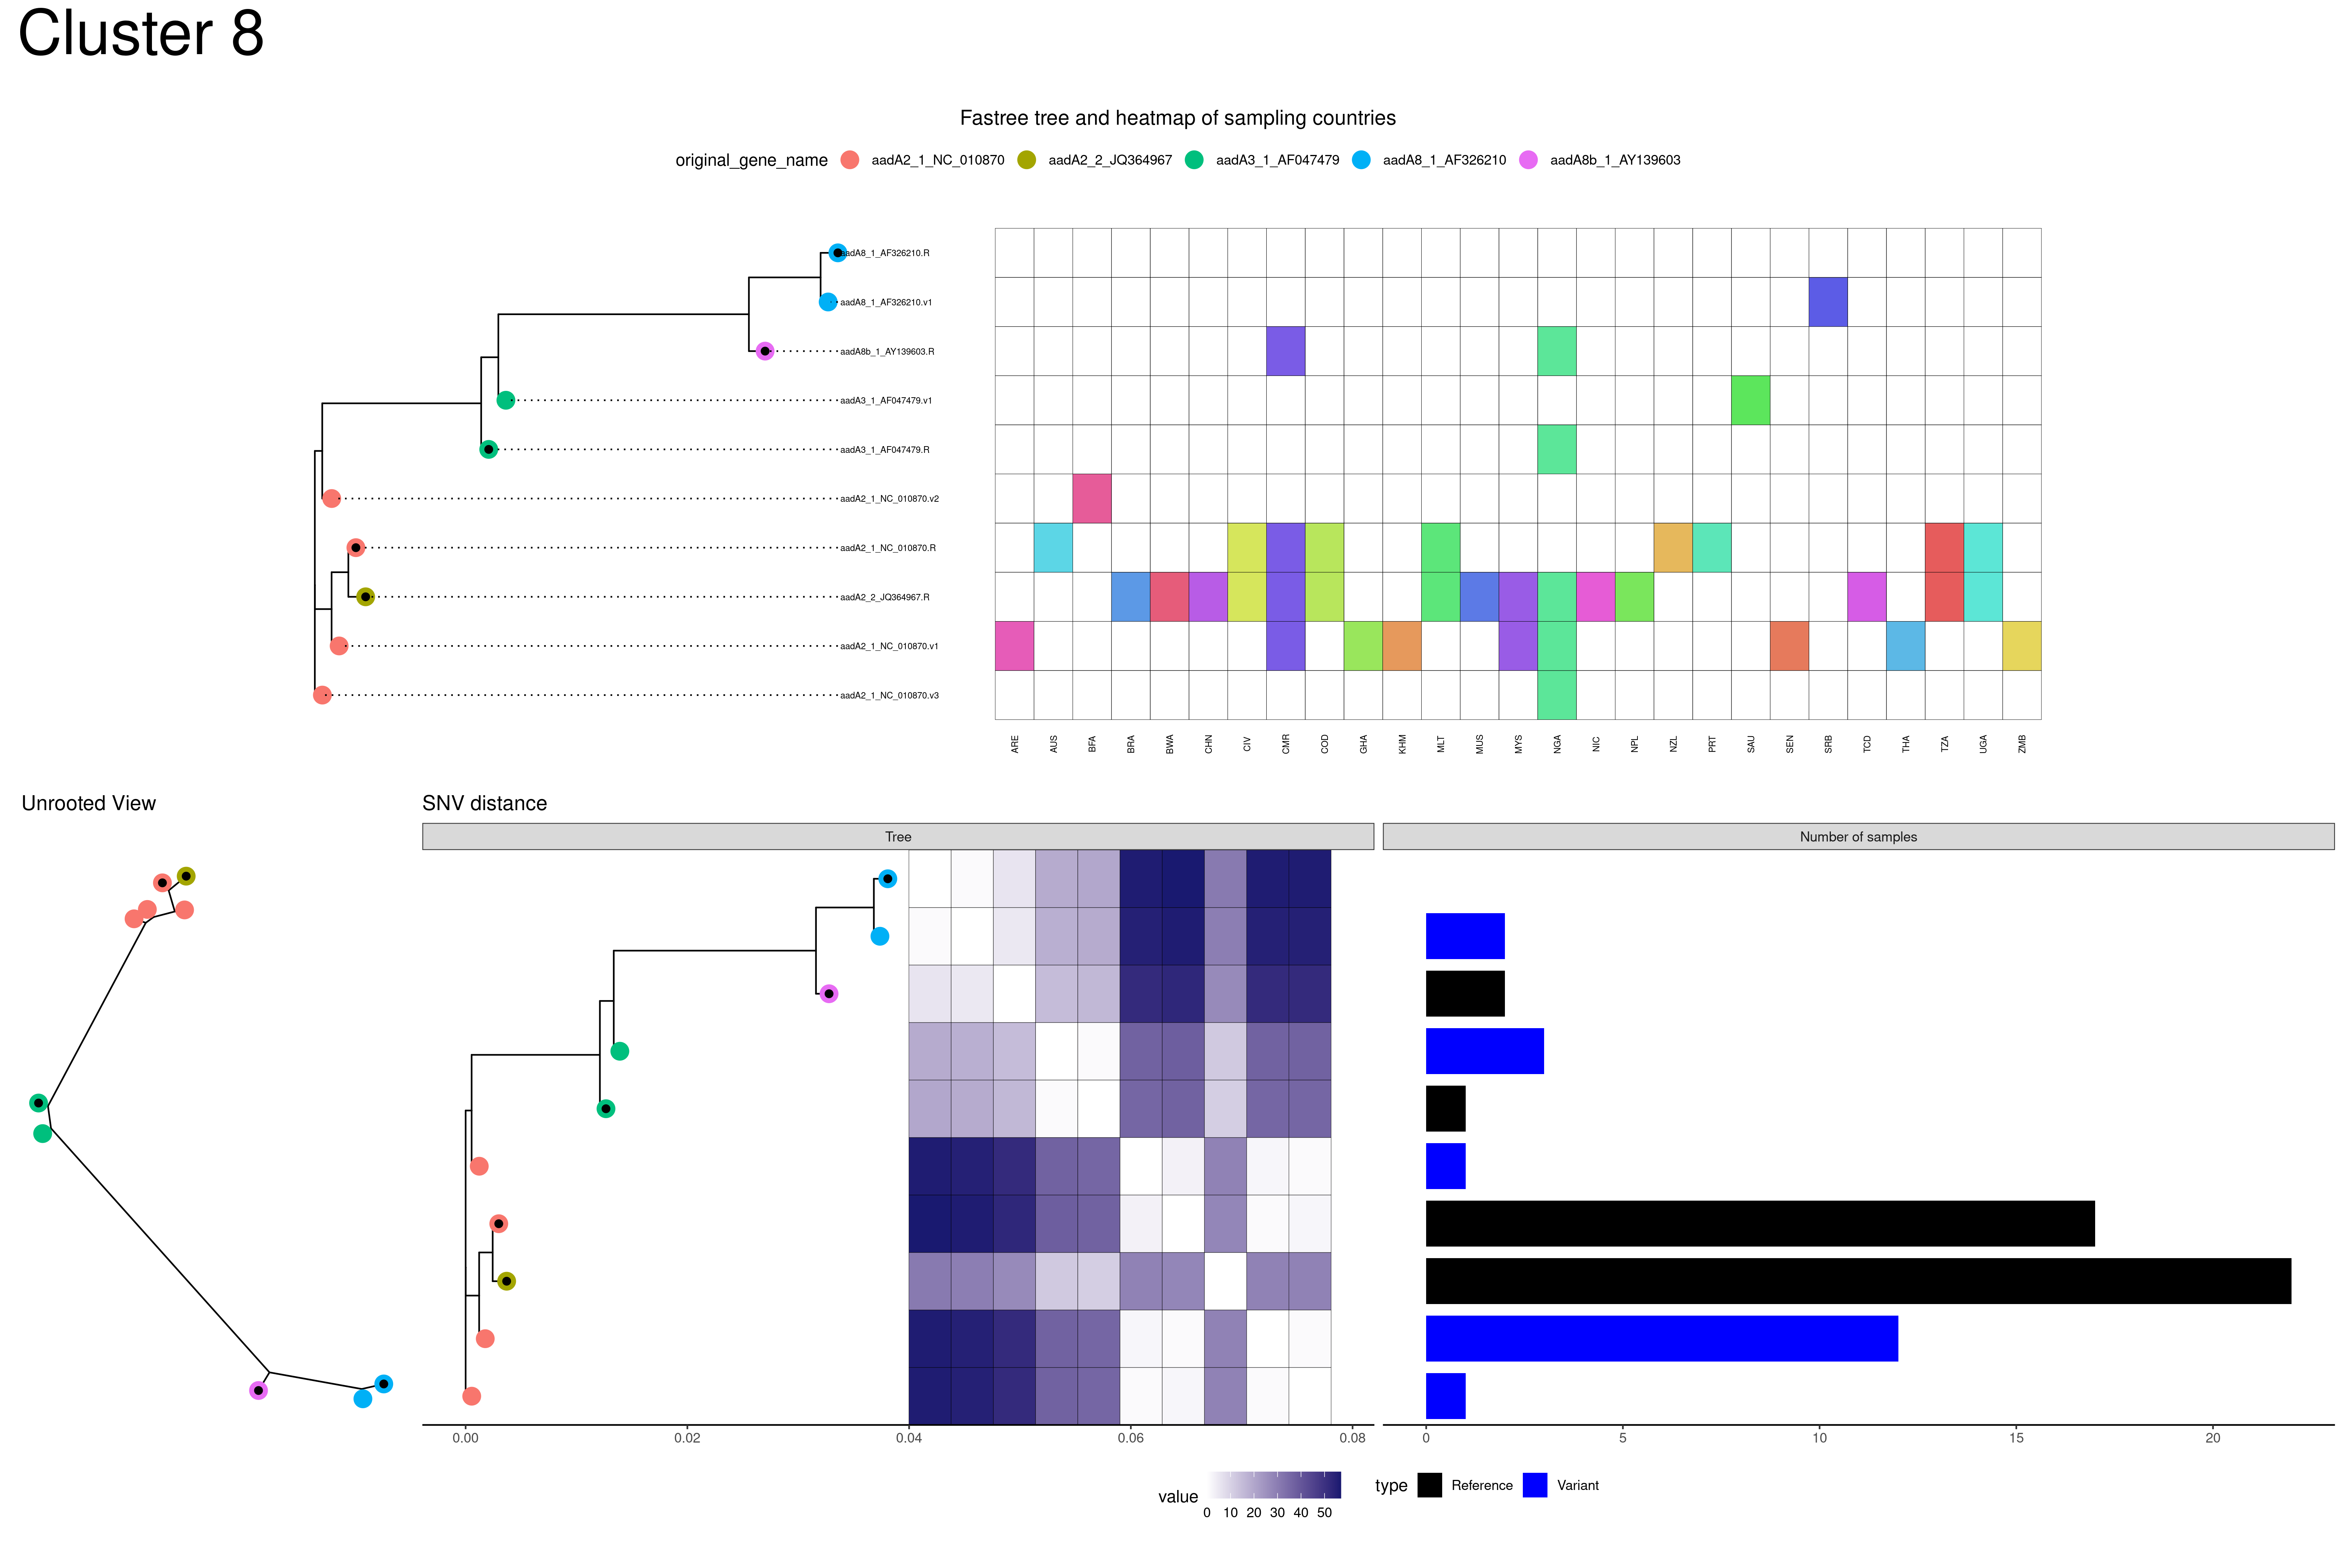 Cluster 8
Fastree tree and heatmap of sampling countries
original_gene_name aadA2_1_NC_010870 aadA2_2_JQ364967 aadA3_1_AF047479 aadA8_1_AF326210 aadA8b_1_AY139603
aadA8_1_AF326210.R
aadA8_1_AF326210.v1
aadA8b_1_AY139603.R
aadA3_1_AF047479.v1
aadA3_1_AF047479.R
aadA2_1_NC_010870.v2
aadA2_1_NC_010870.R
aadA2_2_JQ364967.R
aadA2_1_NC_010870.v1
aadA2_1_NC_010870.v3
ARE AUS BFA BRA BWA CHN CIV CMR COD GHA KHM MLT MUS MYS NGA NIC NPL NZL PRT SAU SEN SRB TCD THA TZA UGA ZMB
Unrooted View
SNV distance
Tree
Number of samples
0.00 0.02 0.04 0.06 0.08
0 5 10 15 20
value 0 10 20 30 40 50
type Reference Variant